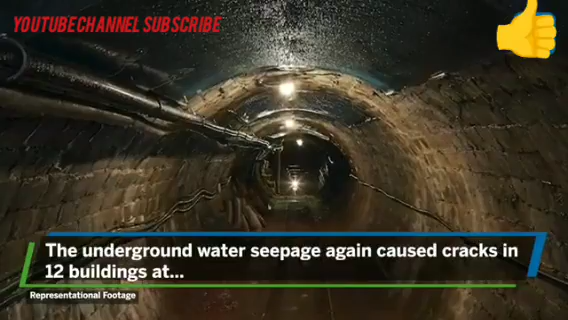 YOUTUBECHANNEL SUBSCRIBE
The underground water seepage again caused cracks in
12 buildings at...
Representational Footage